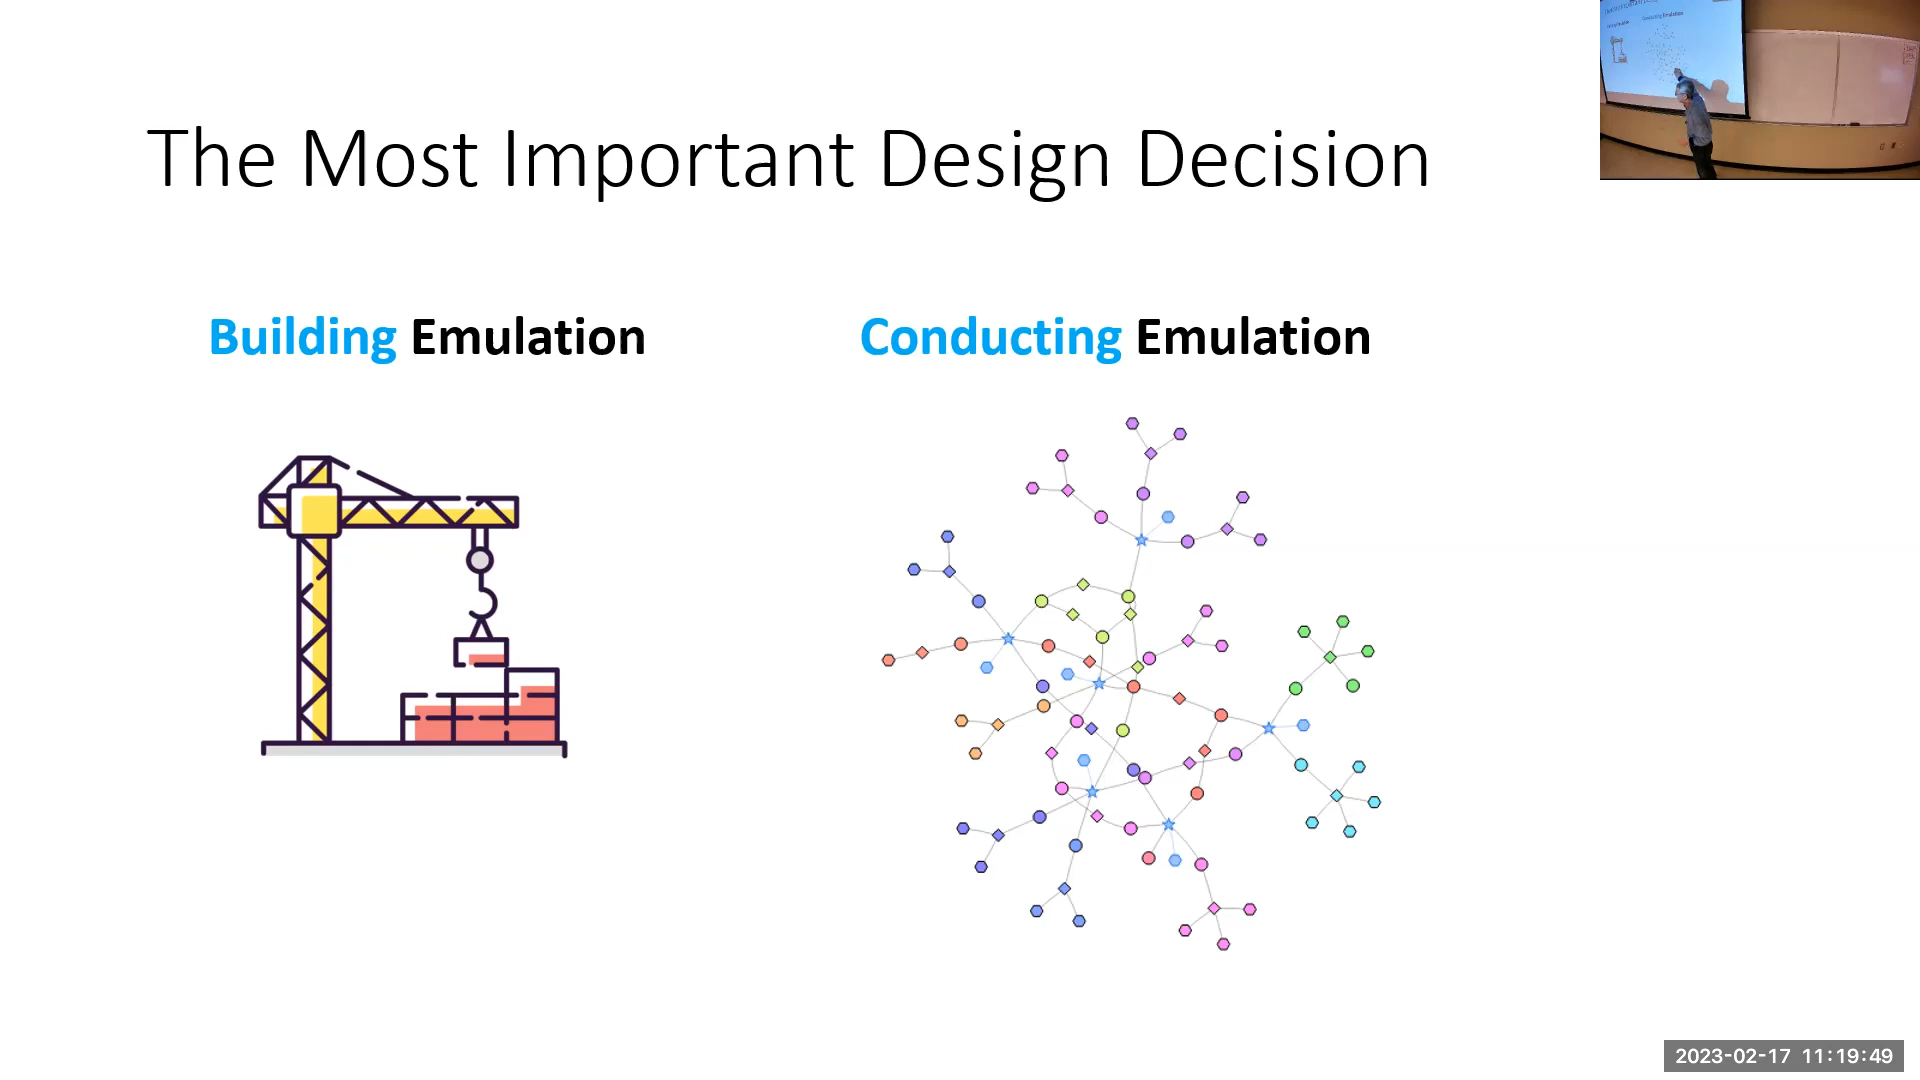 The Most Important Design Decision
Building Emulation
Conducting Emulation
2023-02-17 11:19:49